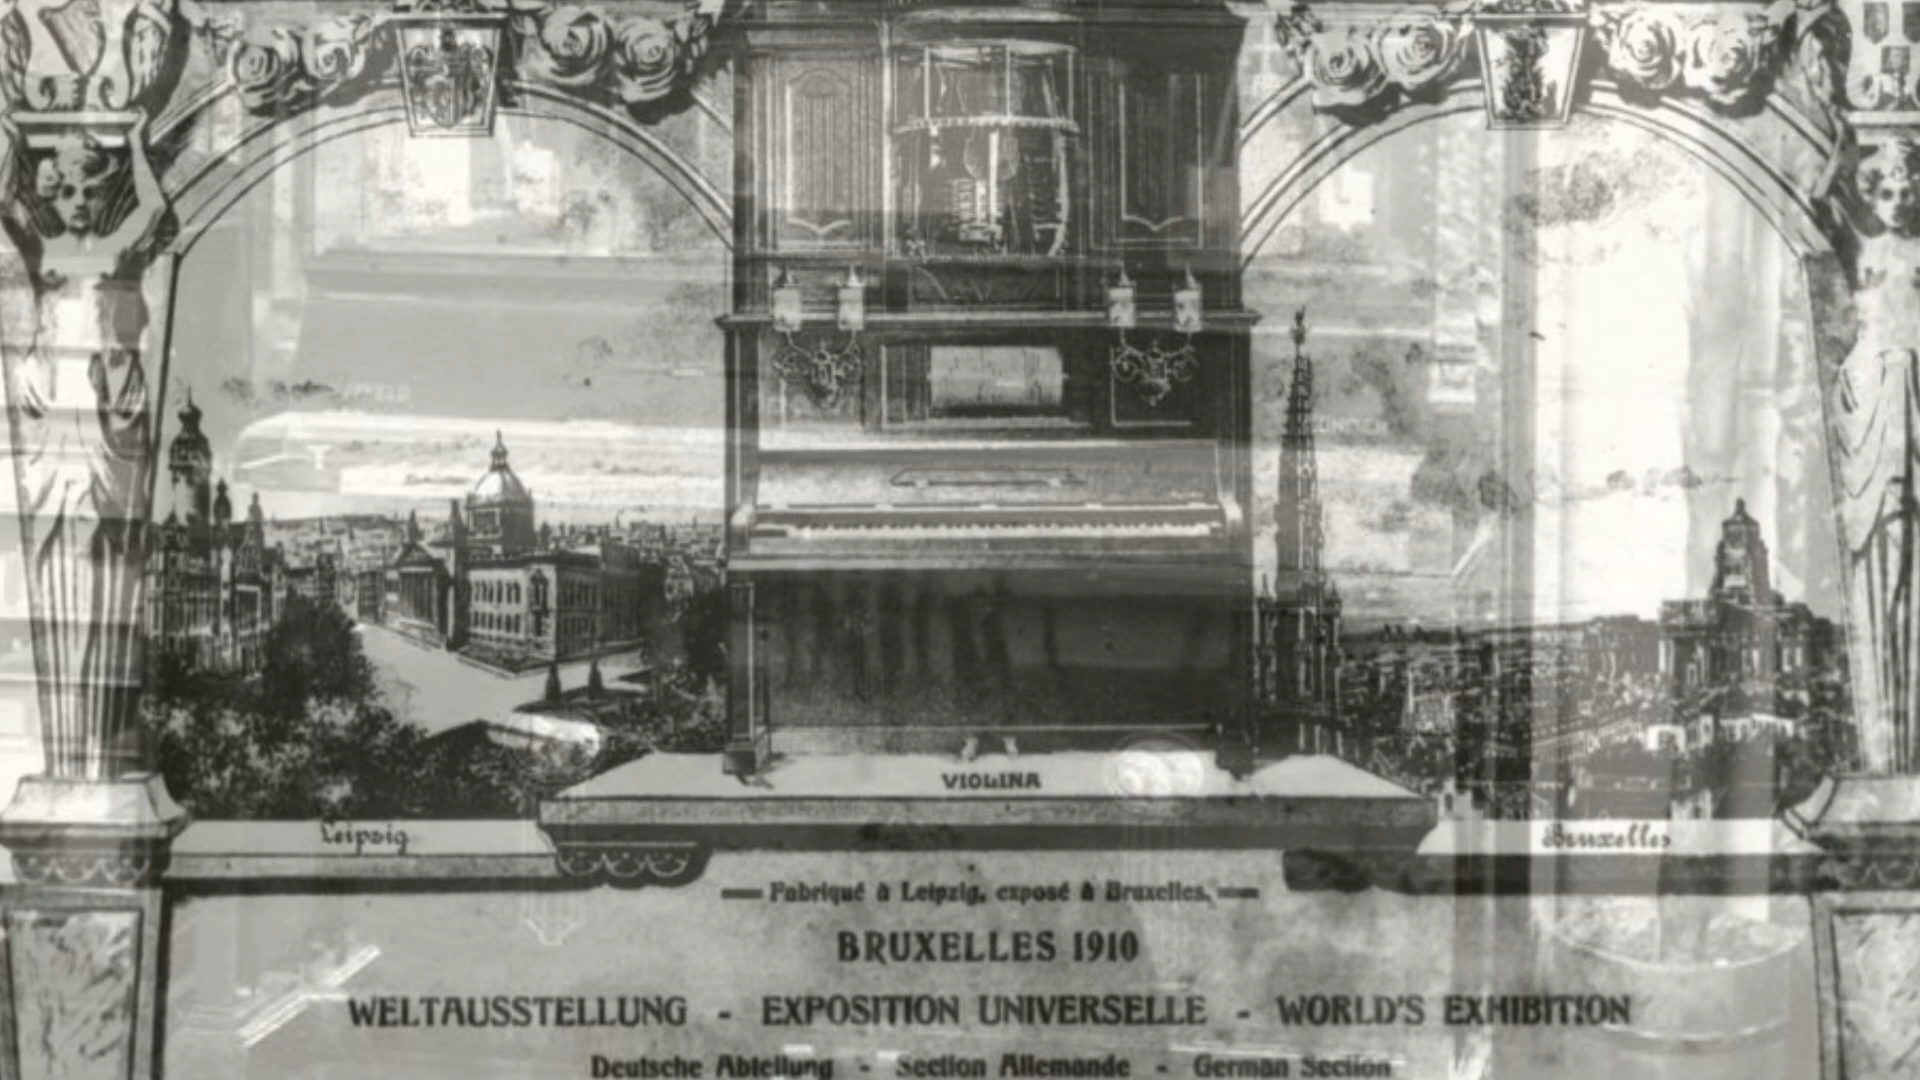 VIOLINA
Leipzig
Bruxelles
Fabriqué à Leipzig, exposé à Bruxelles.
BRUXELLES 1910
WELTAUSSTELLUNG - EXPOSITION UNIVERSELLE - WORLD'S EXHIBITION
Deutsche Abteilung - Section Allemande - German Section